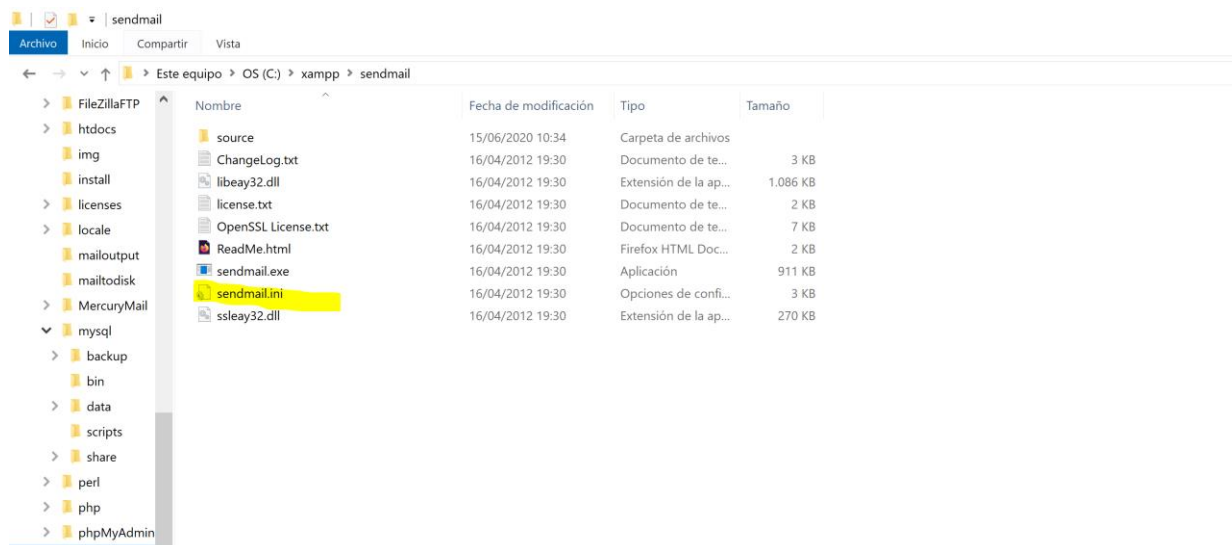 sendmail
Archivo Inicio Compartir Vista
Este equipo > OS (C:) > xampp > sendmail
FileZillaFTP
htdocs
img
install
licenses
locale
mailoutput
mailtodisk
MercuryMail
mysql
backup
bin
data
scripts
share
perl
php
phpMyAdmin
Nombre Fecha de modificación Tipo Tamaño
source 15/06/2020 10:34 Carpeta de archivos
ChangeLog.txt 16/04/2012 19:30 Documento de te... 3 KB
libeay32.dll 16/04/2012 19:30 Extensión de la ap... 1.086 KB
license.txt 16/04/2012 19:30 Documento de te... 2 KB
OpenSSL License.txt 16/04/2012 19:30 Documento de te... 7 KB
ReadMe.html 16/04/2012 19:30 Firefox HTML Doc... 2 KB
sendmail.exe 16/04/2012 19:30 Aplicación 911 KB
sendmail.ini 16/04/2012 19:30 Opciones de confi... 3 KB
ssleay32.dll 16/04/2012 19:30 Extensión de la ap... 270 KB